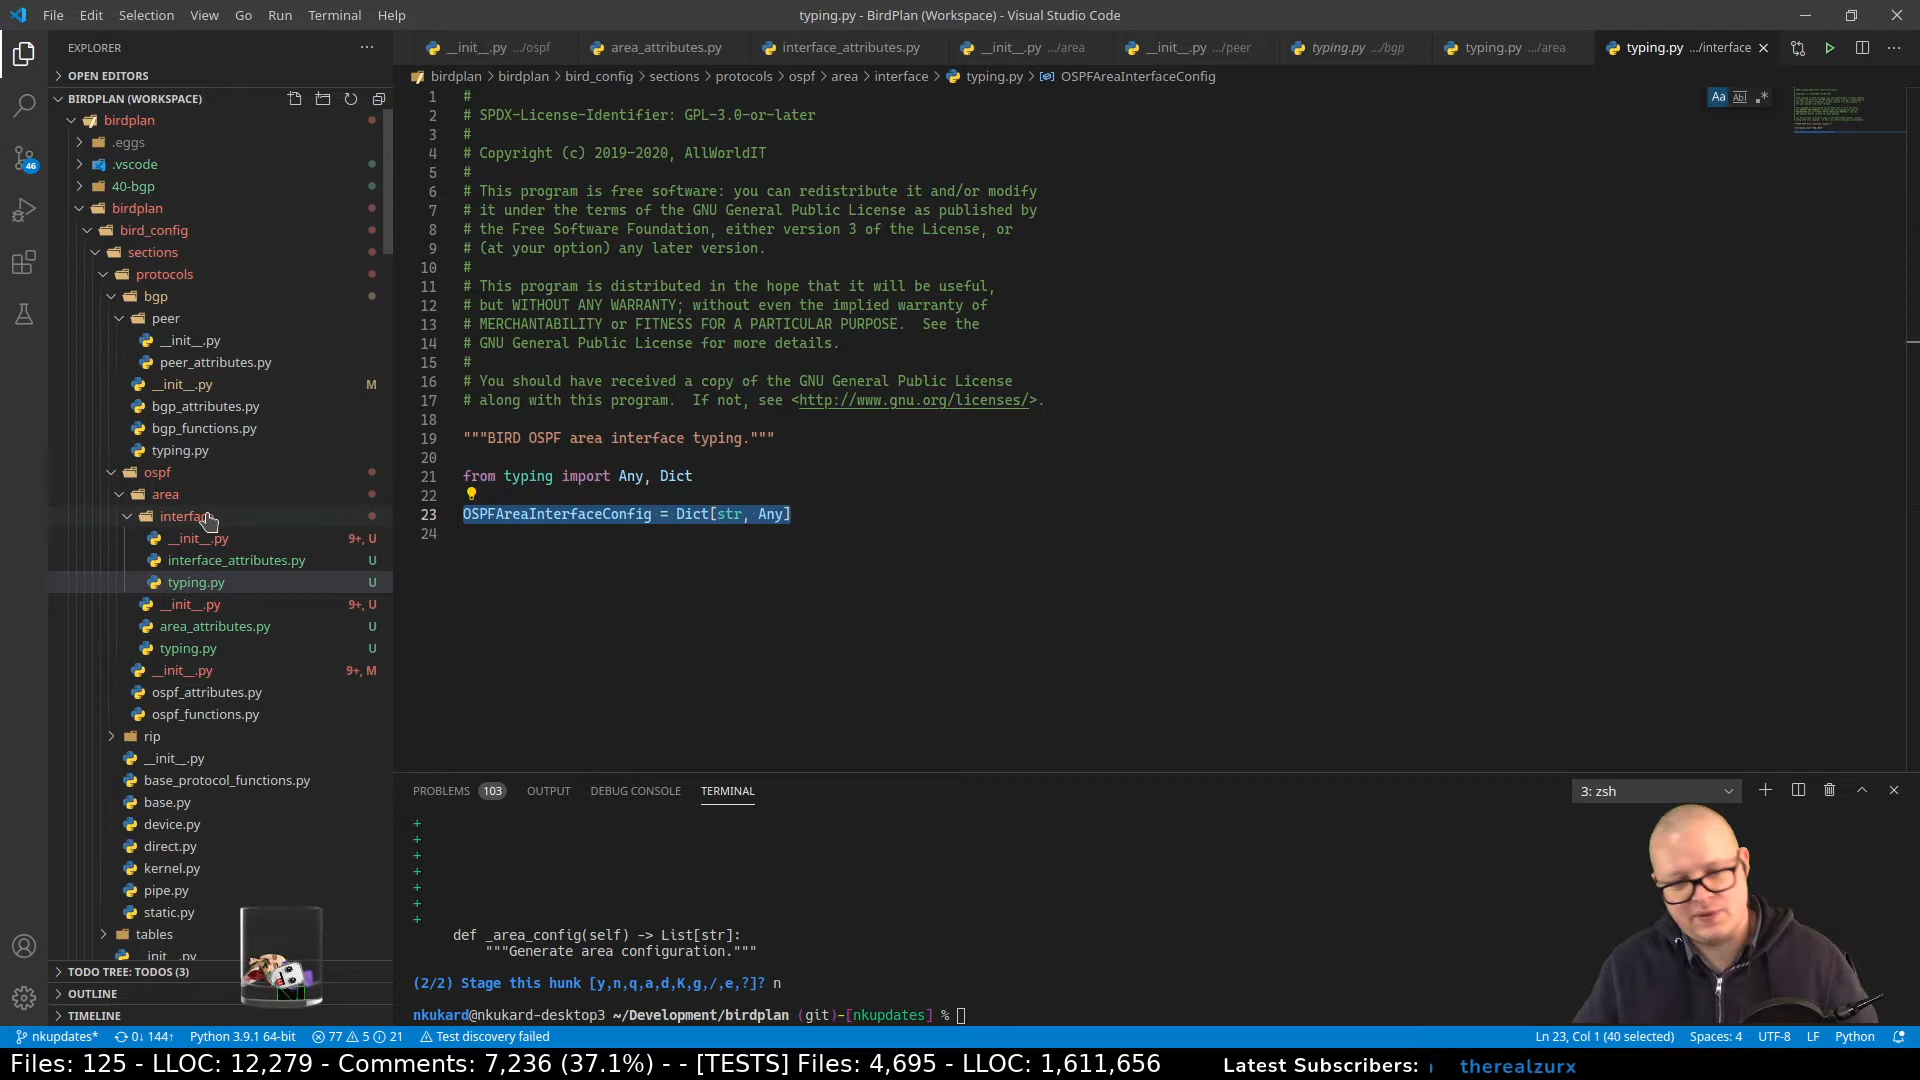 File Edit Selection View Go Run Terminal Help
typing.py - BirdPlan (Workspace) - Visual Studio Code
EXPLORER
__init__.py .../ospf
area_attributes.py
interface_attributes.py
__init__.py .../area
__init__.py .../peer
typing.py .../bgp
typing.py .../area
typing.py .../interface
birdplan > birdplan > bird_config > sections > protocols > ospf > area > interface > typing.py > OSPFAreaInterfaceConfig
OPEN EDITORS
BIRDPLAN (WORKSPACE)
birdplan
.eggs
.vscode
40-bgp
birdplan
bird_config
sections
protocols
bgp
peer
__init__.py
peer_attributes.py
__init__.py M
bgp_attributes.py
bgp_functions.py
typing.py
ospf
area
interface
__init__.py 9+, U
interface_attributes.py U
typing.py U
__init__.py 9+, U
area_attributes.py U
typing.py U
__init__.py 9+, M
ospf_attributes.py
ospf_functions.py
rip
__init__.py
base_protocol_functions.py
base.py
device.py
direct.py
kernel.py
pipe.py
static.py
tables
__init__.py
TODO TREE: TODOS (3)
OUTLINE
TIMELINE
46
1 #
2 # SPDX-License-Identifier: GPL-3.0-or-later
3 #
4 # Copyright (c) 2019-2020, AllWorldIT
5 #
6 # This program is free software: you can redistribute it and/or modify
7 # it under the terms of the GNU General Public License as published by
8 # the Free Software Foundation, either version 3 of the License, or
9 # (at your option) any later version.
10 #
11 # This program is distributed in the hope that it will be useful,
12 # but WITHOUT ANY WARRANTY; without even the implied warranty of
13 # MERCHANTABILITY or FITNESS FOR A PARTICULAR PURPOSE.  See the
14 # GNU General Public License for more details.
15 #
16 # You should have received a copy of the GNU General Public License
17 # along with this program.  If not, see <http://www.gnu.org/licenses/>.
18
19 """BIRD OSPF area interface typing."""
20
21 from typing import Any, Dict
22
23 OSPFAreaInterfaceConfig = Dict[str, Any]
24
Aa Abl .*
PROBLEMS 103 OUTPUT DEBUG CONSOLE TERMINAL
3: zsh
+
+
+
+
+
+
+
def _area_config(self) -> List[str]:
"""Generate area configuration."""
(2/2) Stage this hunk [y,n,q,a,d,K,g,/,e,?]? n
nkukard@nkukard-desktop3 ~/Development/birdplan (git)-[nkupdates] %
nkupdates* 0↓ 144↑ Python 3.9.1 64-bit 77 5 21 Test discovery failed
Ln 23, Col 1 (40 selected) Spaces: 4 UTF-8 LF Python
Files: 125 - LLOC: 12,279 - Comments: 7,236 (37.1%) - - [TESTS] Files: 4,695 - LLOC: 1,611,656
Latest Subscribers: therealzurx